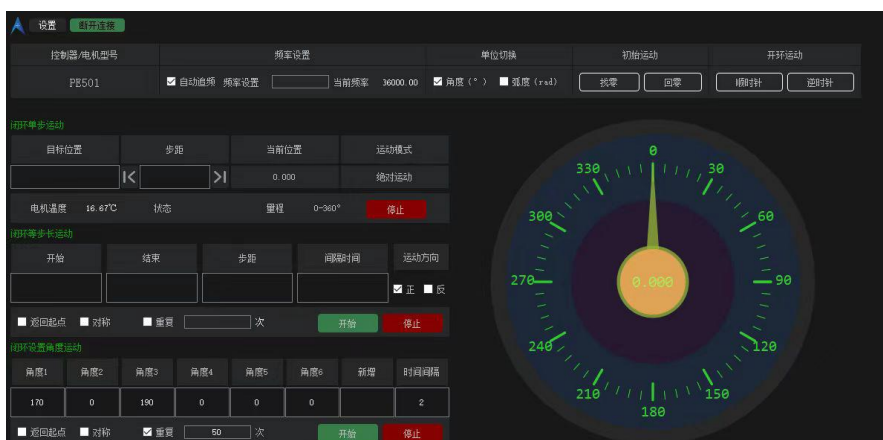 设置 断开连接
控制器/电机型号 频率设置 单位切换 初始运动 开环运动
PE501 自动追频 频率设置 当前频率 36000.00 角度(°) 弧度(rad) 找零 回零 顺时针 逆时针
闭环单步运动
目标位置 步距 当前位置 运动模式
0.000 绝对运动
电机温度 16.67℃ 状态 量程 0-360° 停止
闭环等步长运动
开始 结束 步距 间隔时间 运动方向
正 反
返回起点 对称 重复 次 开始 停止
闭环设置角度运动
角度1 角度2 角度3 角度4 角度5 角度6 新增 时间间隔
170 0 190 0 0 0 2
返回起点 对称 重复 50 次 开始 停止
0
330 30
300 60
270 0.000 90
240 120
210 150
180